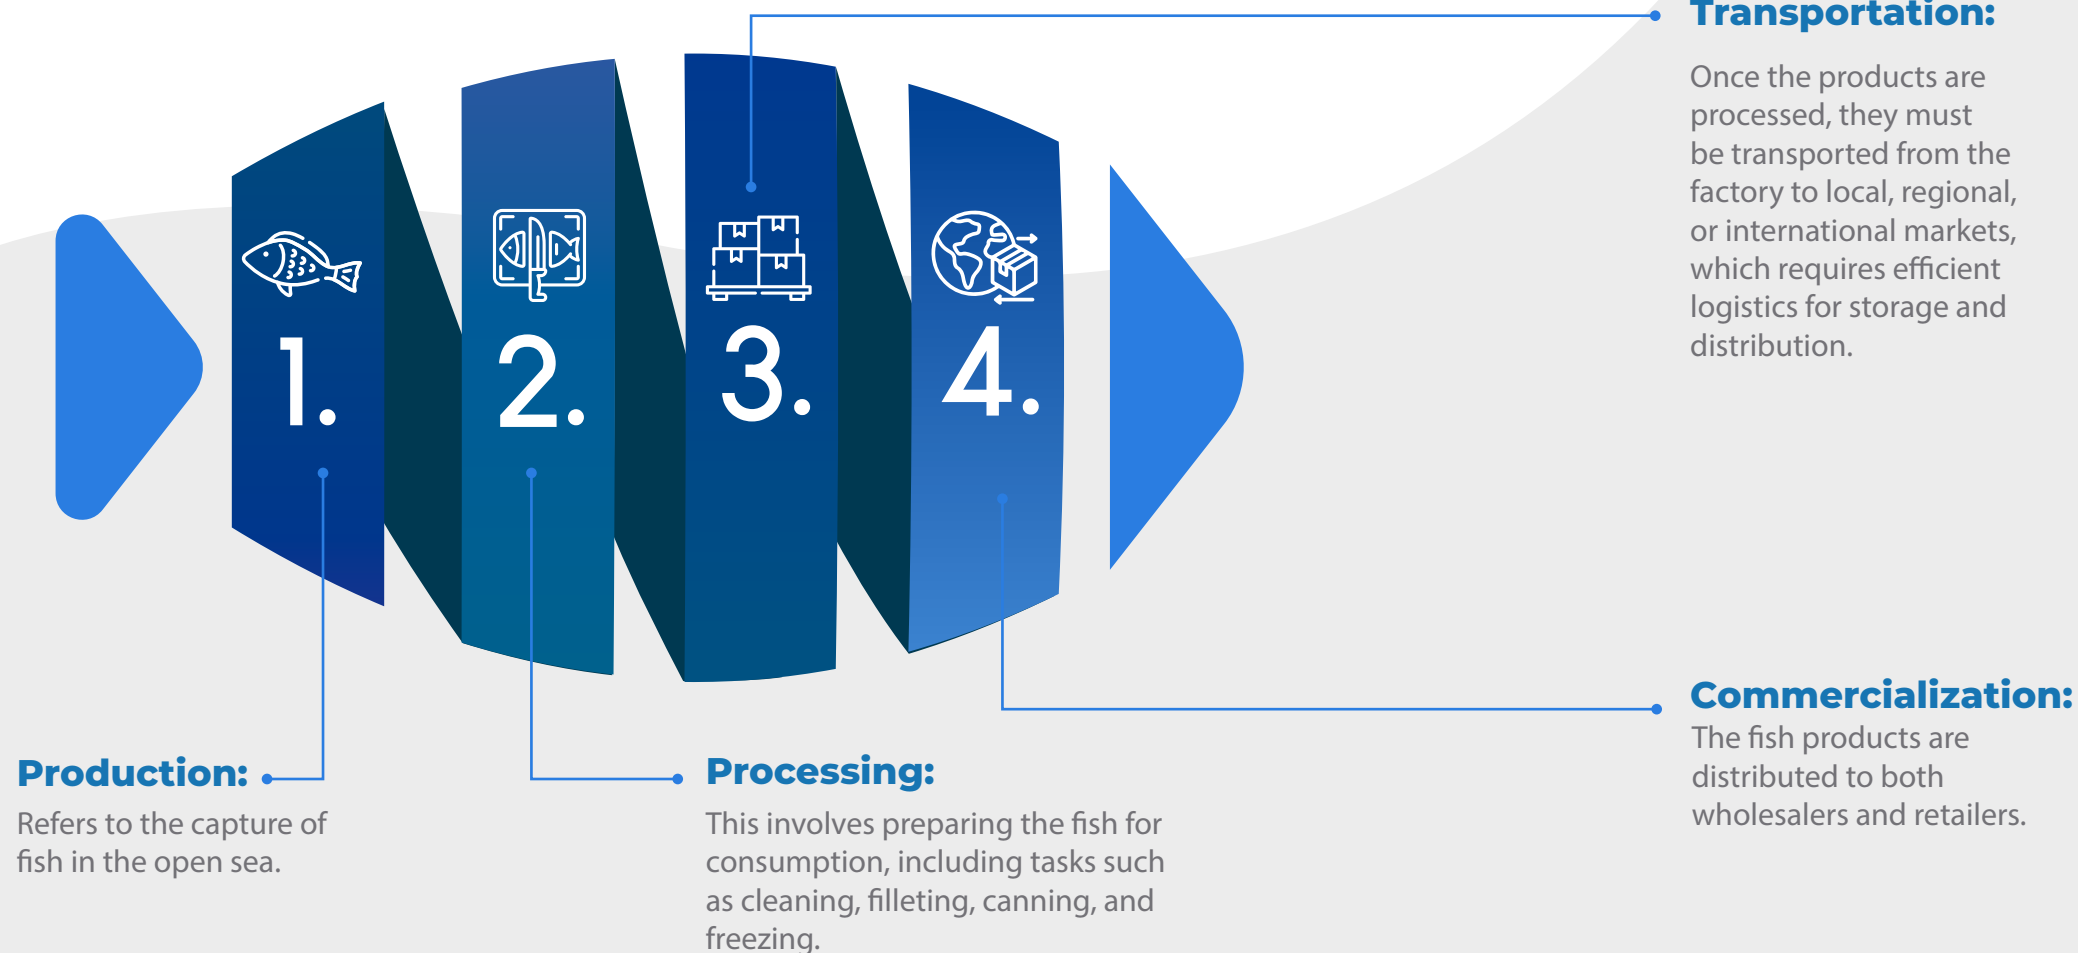 Transportation:
Once the products are
processed, they must
be transported from the
factory to local, regional,
or international markets,
which requires efficient
logistics for storage and
distribution.
1.
2.
3.
4.
Production:
Refers to the capture of
fish in the open sea.
Processing:
This involves preparing the fish for
consumption, including tasks such
as cleaning, filleting, canning, and
freezing.
Commercialization:
The fish products are
distributed to both
wholesalers and retailers.